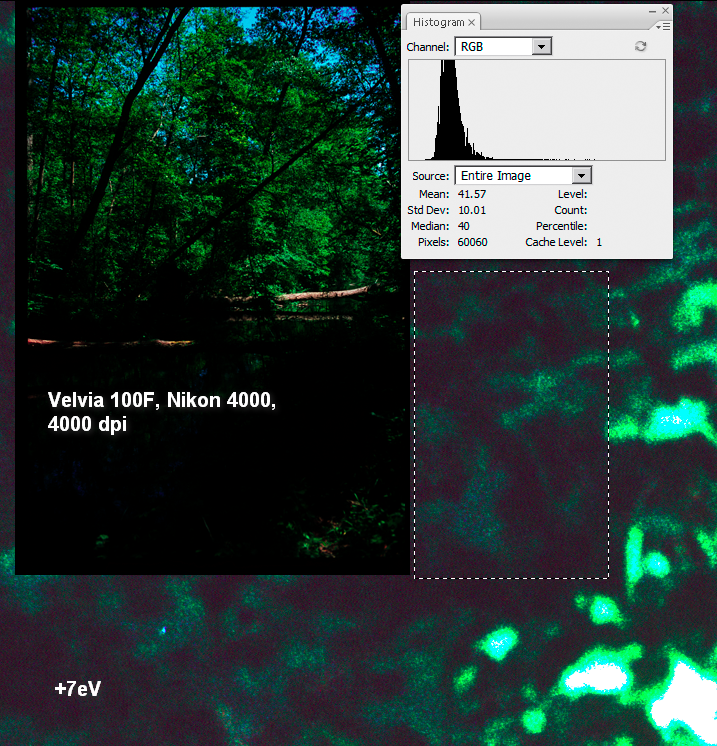 Histogram
Channel: RGB
Source: Entire Image
Mean: 41.57 Level:
Std Dev: 10.01 Count:
Median: 40 Percentile:
Pixels: 60060 Cache Level: 1
Velvia 100F, Nikon 4000,
4000 dpi
+7eV